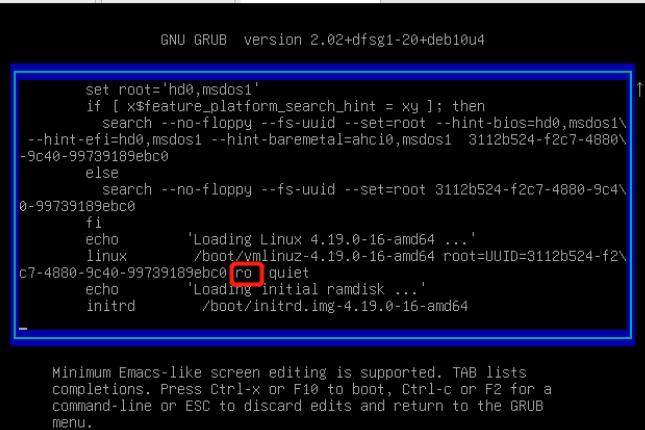 GNU GRUB  version 2.02+dfsg1-20+deb10u4
set root='hd0,msdos1'
if [ x$feature_platform_search_hint = xy ]; then
search --no-floppy --fs-uuid --set=root --hint-bios=hd0,msdos1\
--hint-efi=hd0,msdos1 --hint-baremetal=ahci0,msdos1  3112b524-f2c7-4880\
-9c40-99739189ebc0
else
search --no-floppy --fs-uuid --set=root 3112b524-f2c7-4880-9c4\
0-99739189ebc0
fi
echo        'Loading Linux 4.19.0-16-amd64 ...'
linux        /boot/vmlinuz-4.19.0-16-amd64 root=UUID=3112b524-f2\
c7-4880-9c40-99739189ebc0 ro  quiet
echo        'Loading initial ramdisk ...'
initrd        /boot/initrd.img-4.19.0-16-amd64
Minimum Emacs-like screen editing is supported. TAB lists
completions. Press Ctrl-x or F10 to boot, Ctrl-c or F2 for a
command-line or ESC to discard edits and return to the GRUB
menu.